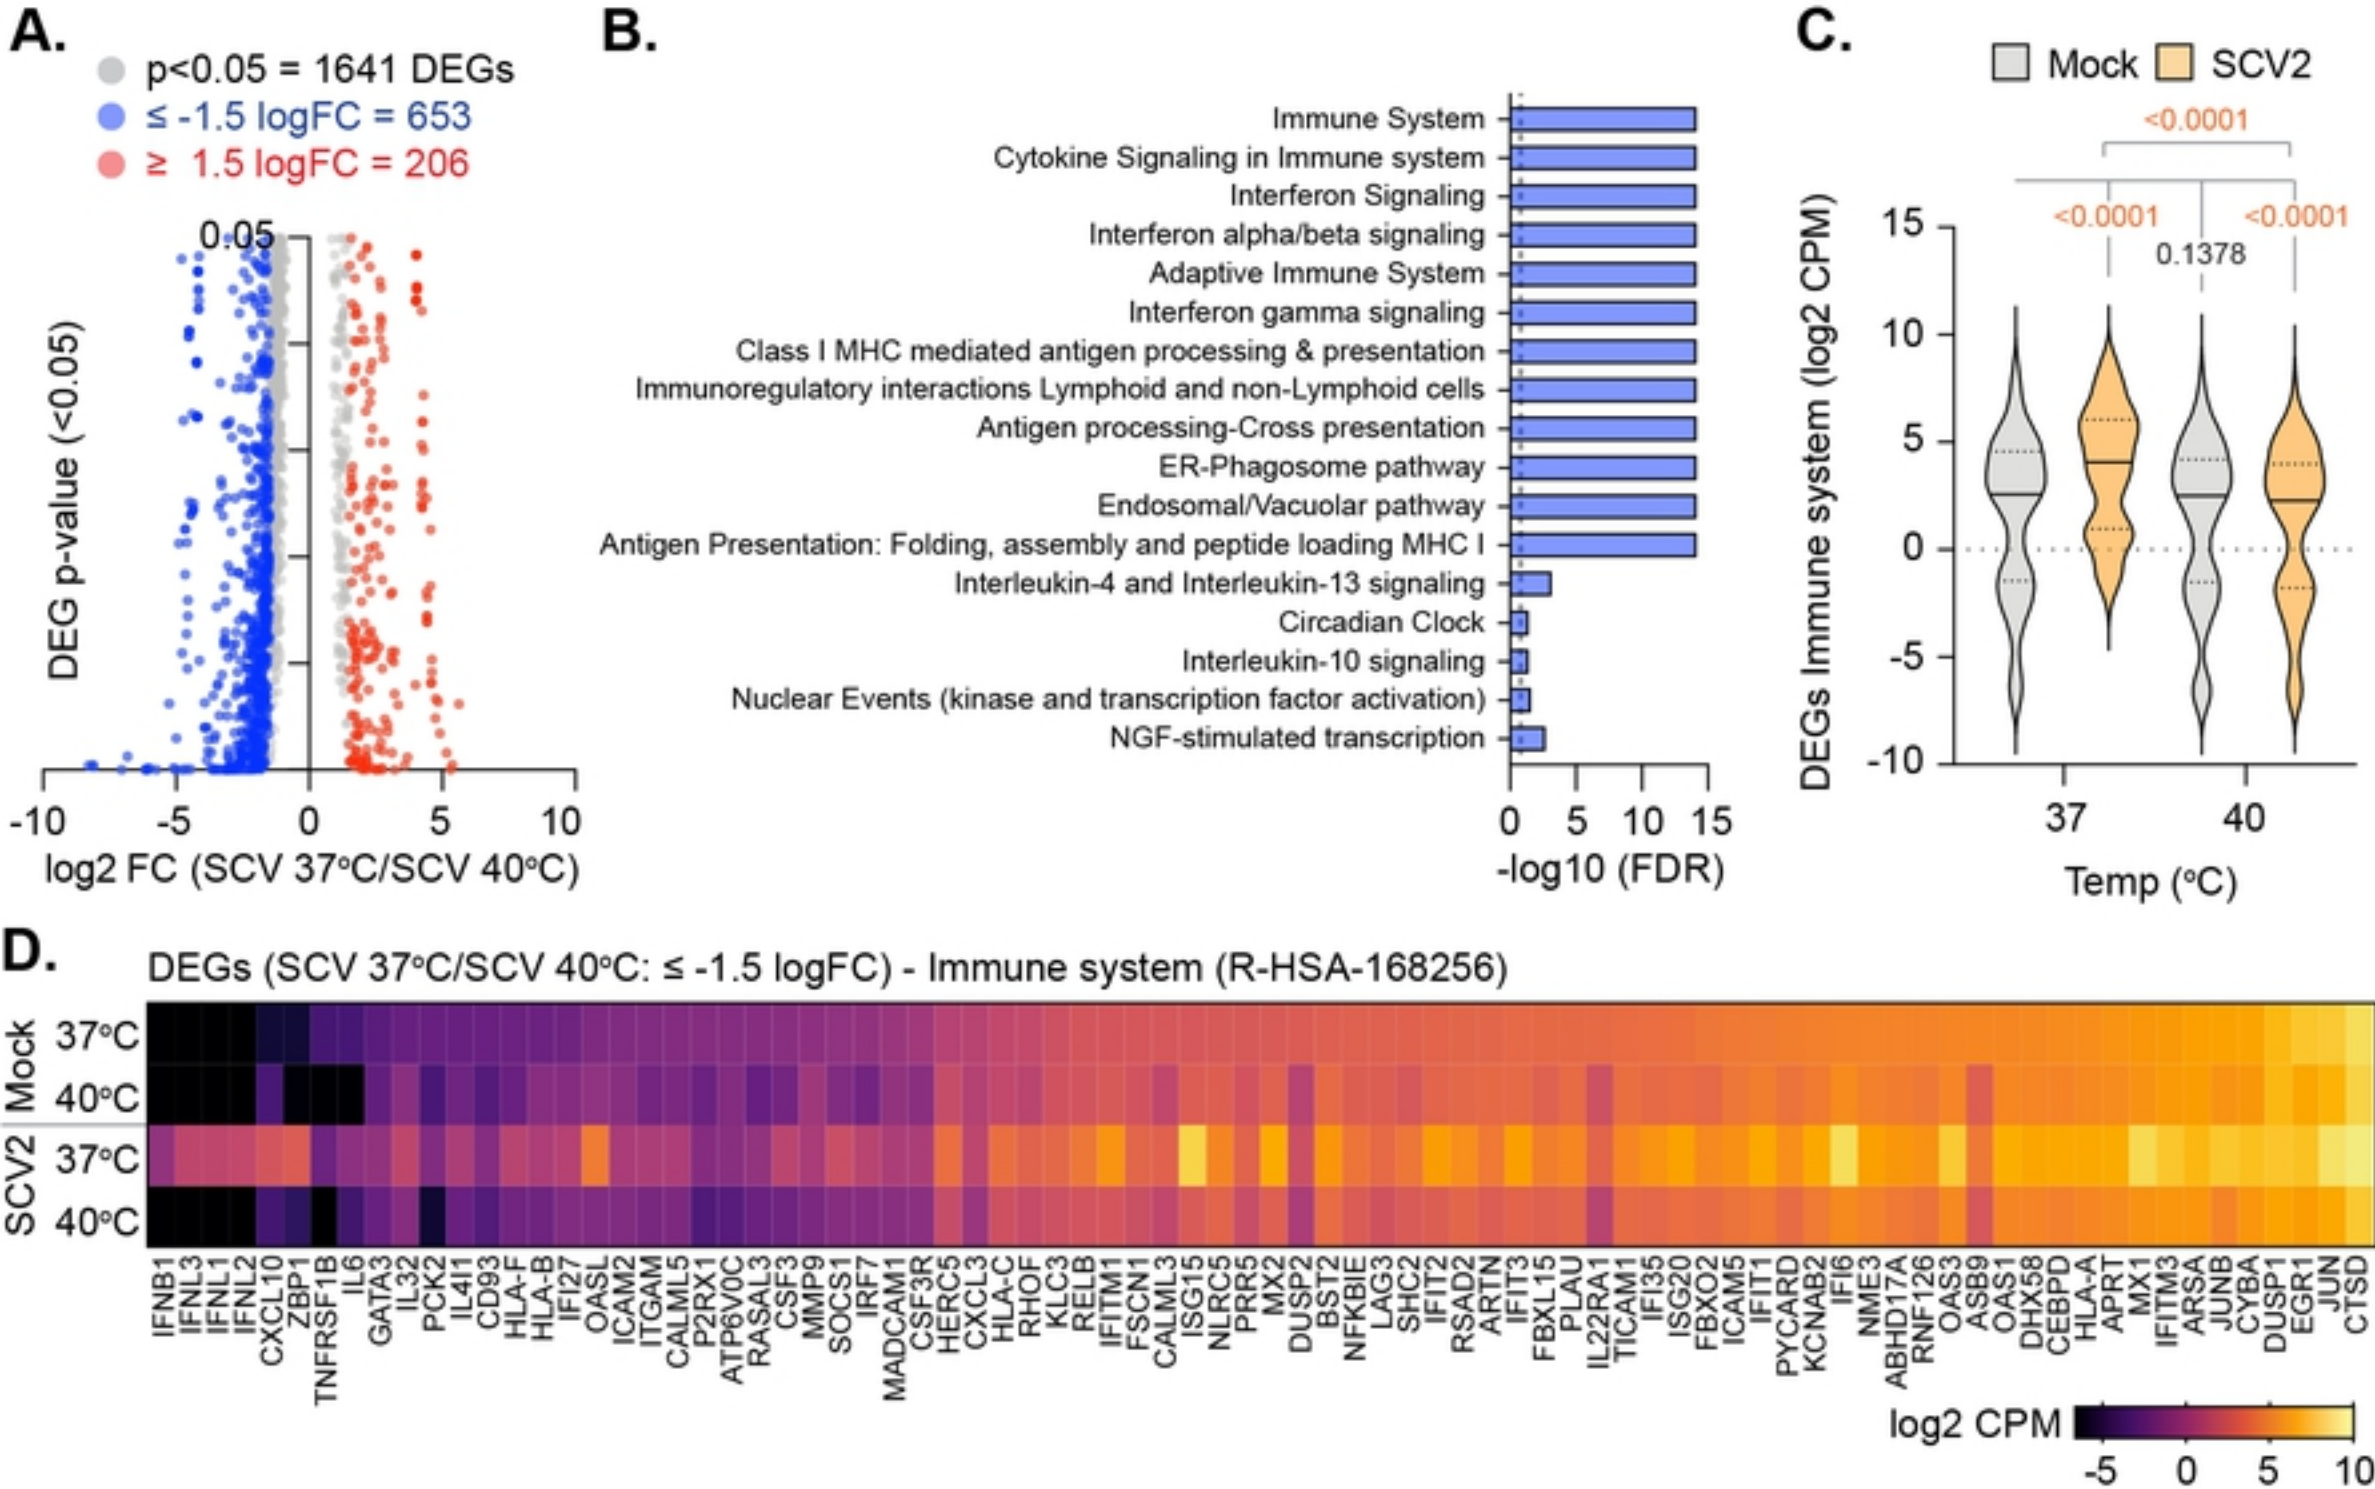 A.
p<0.05 = 1641 DEGs
≤ -1.5 logFC = 653
≥ 1.5 logFC = 206
0.05
DEG p-value (<0.05)
-10 -5 0 5 10
log2 FC (SCV 37ºC/SCV 40ºC)
B.
Immune System
Cytokine Signaling in Immune system
Interferon Signaling
Interferon alpha/beta signaling
Adaptive Immune System
Interferon gamma signaling
Class I MHC mediated antigen processing & presentation
Immunoregulatory interactions Lymphoid and non-Lymphoid cells
Antigen processing-Cross presentation
ER-Phagosome pathway
Endosomal/Vacuolar pathway
Antigen Presentation: Folding, assembly and peptide loading MHC I
Interleukin-4 and Interleukin-13 signaling
Circadian Clock
Interleukin-10 signaling
Nuclear Events (kinase and transcription factor activation)
NGF-stimulated transcription
0 5 10 15
-log10 (FDR)
C.
Mock SCV2
<0.0001
<0.0001 <0.0001
0.1378
DEGs Immune system (log2 CPM)
15
10
5
0
-5
-10
37 40
Temp (ºC)
D.
DEGs (SCV 37ºC/SCV 40ºC: ≤ -1.5 logFC) - Immune system (R-HSA-168256)
Mock
37ºC
40ºC
SCV2
37ºC
40ºC
IFNB1
IFNL3
IFNL1
IFNL2
CXCL10
ZBP1
TNFRSF1B
IL6
GATA3
IL32
PCK2
IL4I1
CD93
HLA-F
HLA-B
IFI27
OASL
ICAM2
ITGAM
CALML5
P2RX1
ATP6V0C
RASAL3
CSF3
MMP9
SOCS1
IRF7
MADCAM1
CSF3R
HERC5
CXCL3
HLA-C
RHOF
KLC3
RELB
IFITM1
FSCN1
CALML3
ISG15
NLRC5
PRR5
MX2
DUSP2
BST2
NFKBIE
LAG3
SHC2
IFIT2
RSAD2
ARTN
IFIT3
FBXL15
PLAU
IL22RA1
TICAM1
IFI35
ISG20
FBXO2
ICAM5
IFIT1
PYCARD
KCNAB2
IFI6
NME3
ABHD17A
RNF126
OAS3
ASB9
OAS1
DHX58
CEBPD
HLA-A
APRT
MX1
IFITM3
ARSA
JUNB
CYBA
DUSP1
EGR1
JUN
CTSD
log2 CPM
-5 0 5 10